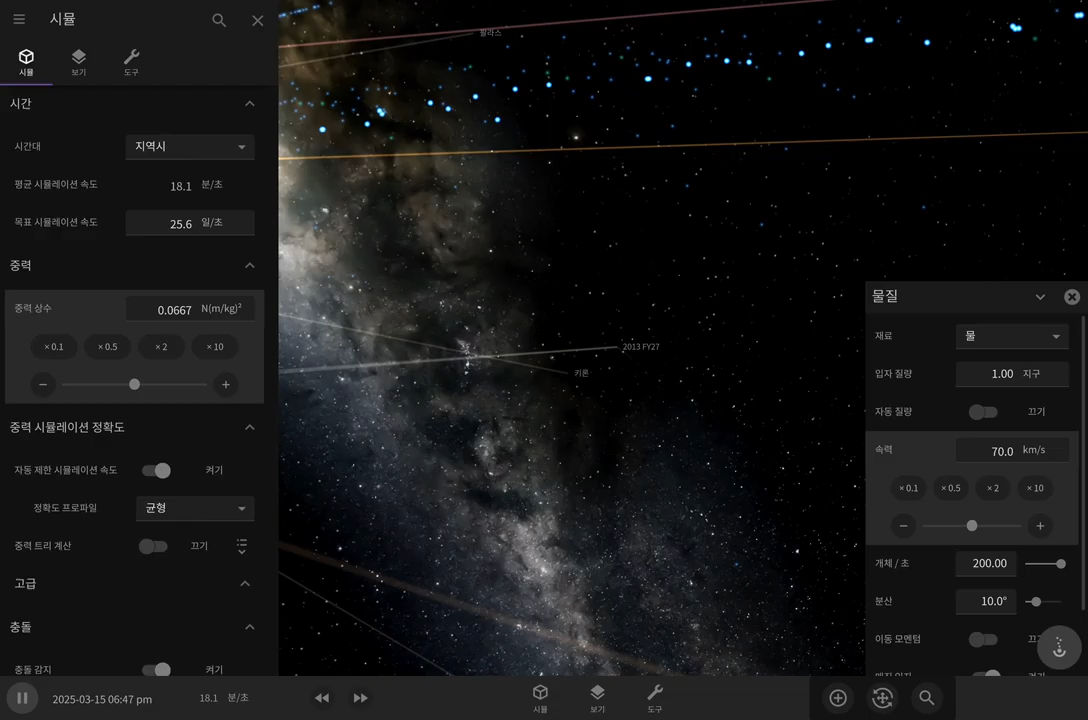 시뮬
시뮬 보기 도구
시간
시간대 지역시
평균 시뮬레이션 속도 18.1 분/초
목표 시뮬레이션 속도 25.6 일/초
중력
중력 상수 0.0667 N(m/kg)²
× 0.1 × 0.5 × 2 × 10
중력 시뮬레이션 정확도
자동 제한 시뮬레이션 속도 켜기
정확도 프로파일 균형
중력 트리 계산 끄기
고급
충돌
충돌 감지 켜기
팔라스
2013 FY27
키론
물질
재료 물
입자 질량 1.00 지구
자동 질량 끄기
속력 70.0 km/s
× 0.1 × 0.5 × 2 × 10
개체 / 초 200.00
분산 10.0°
이동 모멘텀
2025-03-15 06:47 pm 18.1 분/초
시뮬 보기 도구